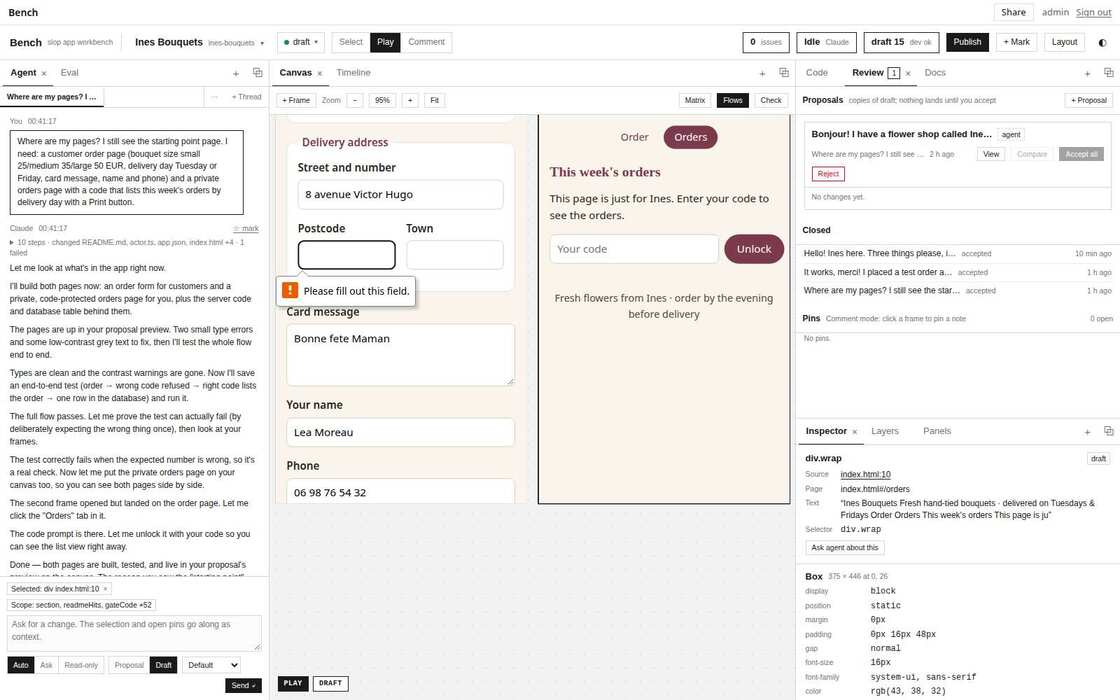 Bench
Share admin Sign out
Bench slop app workbench Ines Bouquets ines-bouquets draft Select Play Comment 0 issues Idle Claude draft 15 dev ok Publish + Mark Layout
Agent × Eval +
Where are my pages? I ... ... + Thread
You 00:41:17
Where are my pages? I still see the starting point page. I
need: a customer order page (bouquet size small
25/medium 35/large 50 EUR, delivery day Tuesday or
Friday, card message, name and phone) and a private
orders page with a code that lists this week's orders by
delivery day with a Print button.
Claude 00:41:17 ☆ mark
▸ 10 steps · changed README.md, actor.ts, app.json, index.html +4 · 1
failed
Let me look at what's in the app right now.
I'll build both pages now: an order form for customers and a
private, code-protected orders page for you, plus the server code
and database table behind them.
The pages are up in your proposal preview. Two small type errors
and some low-contrast grey text to fix, then I'll test the whole flow
end to end.
Types are clean and the contrast warnings are gone. Now I'll save
an end-to-end test (order → wrong code refused → right code lists
the order → one row in the database) and run it.
The full flow passes. Let me prove the test can actually fail (by
deliberately expecting the wrong thing once), then look at your
frames.
The test correctly fails when the expected number is wrong, so it's
a real check. Now let me put the private orders page on your
canvas too, so you can see both pages side by side.
The second frame opened but landed on the order page. Let me
click the "Orders" tab in it.
The code prompt is there. Let me unlock it with your code so you
can see the list view right away.
Done — both pages are built, tested, and live in your proposal's
Selected: div index.html:10 ×
Scope: section, readmeHits, gateCode +52
Ask for a change. The selection and open pins go along as
context.
Auto Ask Read-only Proposal Draft Default
Send
Canvas × Timeline +
+ Frame Zoom − 95% + Fit Matrix Flows Check
Delivery address
Street and number
8 avenue Victor Hugo
Postcode Town
Please fill out this field.
Card message
Bonne fete Maman
Your name
Lea Moreau
Phone
06 98 76 54 32
Order Orders
This week's orders
This page is just for Ines. Enter your code to
see the orders.
Your code Unlock
Fresh flowers from Ines · order by the evening
before delivery
PLAY DRAFT
Code Review 1 × Docs +
Proposals copies of draft; nothing lands until you accept + Proposal
Bonjour! I have a flower shop called Ine... agent
Where are my pages? I still see ... 2 h ago View Compare Accept all
Reject
No changes yet.
Closed
Hello! Ines here. Three things please, i... accepted 10 min ago
It works, merci! I placed a test order a... accepted 1 h ago
Where are my pages? I still see the star... accepted 1 h ago
Pins Comment mode: click a frame to pin a note 0 open
No pins.
Inspector × Layers Panels +
div.wrap draft
Source index.html:10
Page index.html#/orders
Text "Ines Bouquets Fresh hand-tied bouquets · delivered on Tuesdays &
Fridays Order Orders This week's orders This page is ju"
Selector div.wrap
Ask agent about this
Box 375 × 446 at 0, 26
display block
position static
margin 0px
padding 0px 16px 48px
gap normal
font-size 16px
font-family system-ui, sans-serif
color rgb(43, 38, 32)